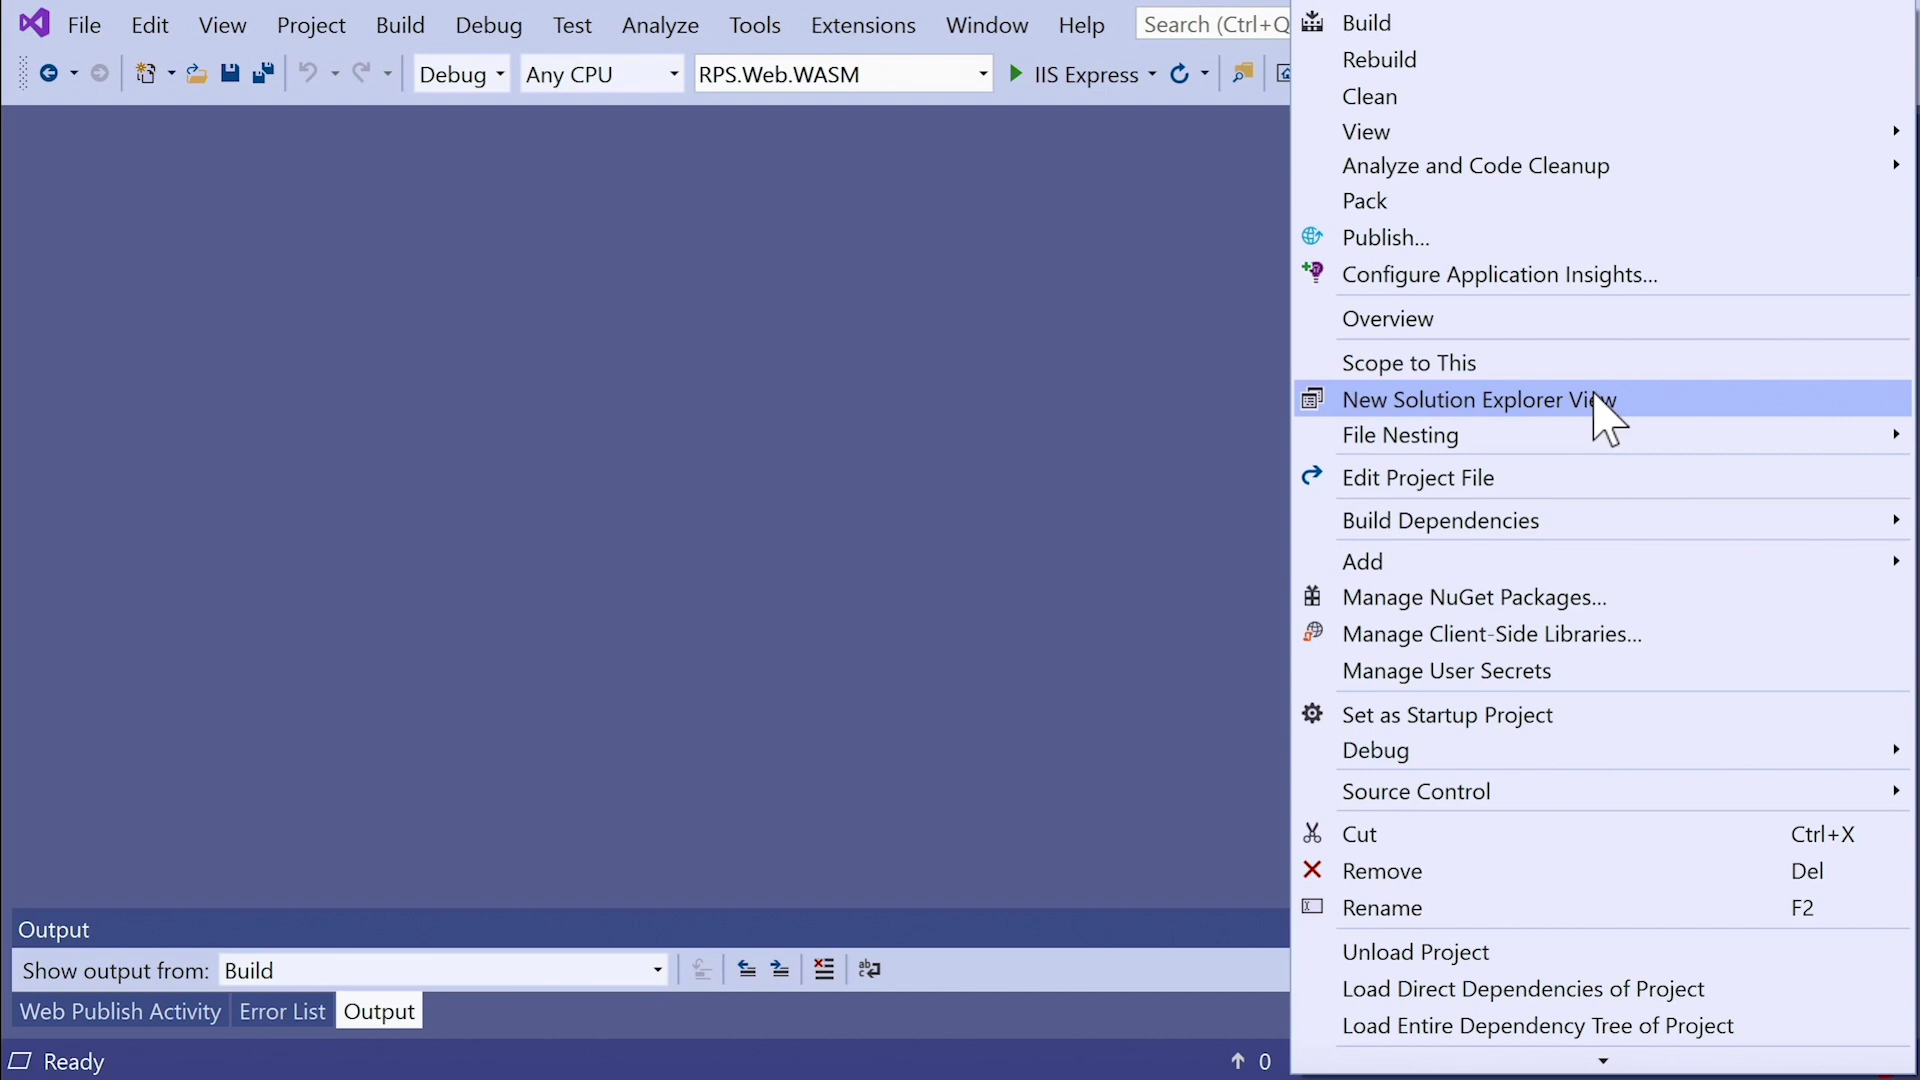 File Edit View Project Build Debug Test Analyze Tools Extensions Window Help Search (Ctrl+Q
Debug Any CPU RPS.Web.WASM IIS Express
Build
Rebuild
Clean
View
Analyze and Code Cleanup
Pack
Publish...
Configure Application Insights...
Overview
Scope to This
New Solution Explorer View
File Nesting
Edit Project File
Build Dependencies
Add
Manage NuGet Packages...
Manage Client-Side Libraries...
Manage User Secrets
Set as Startup Project
Debug
Source Control
Cut Ctrl+X
Remove Del
Rename F2
Unload Project
Load Direct Dependencies of Project
Load Entire Dependency Tree of Project
Output
Show output from: Build
Web Publish Activity Error List Output
Ready 0